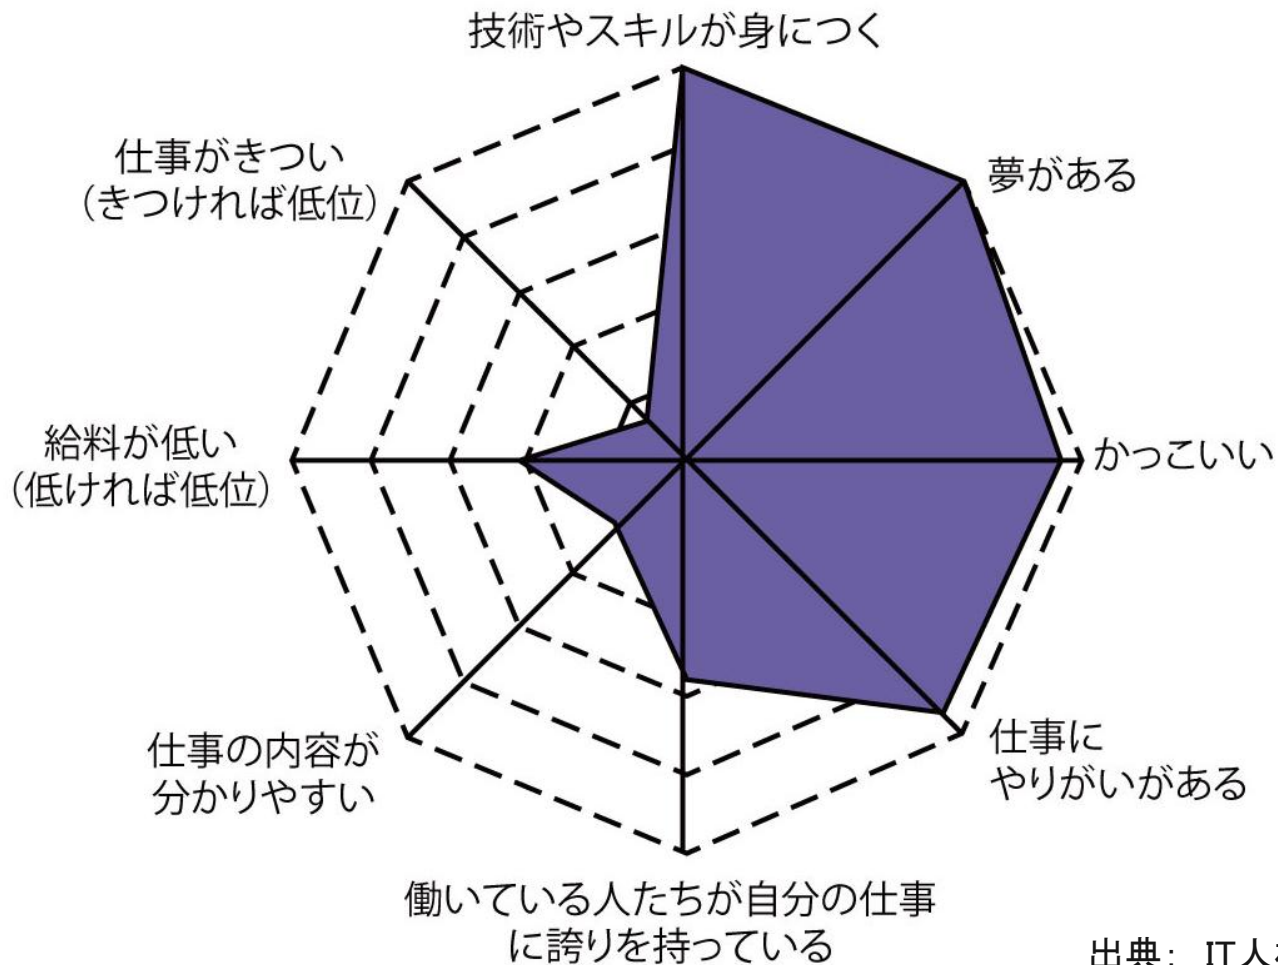 技術やスキルが身につく
仕事がきつい
(きつければ低位)
夢がある
給料が低い
(低ければ低位)
かっこいい
仕事の内容が
分かりやすい
仕事に
やりがいがある
働いている人たちが自分の仕事
に誇りを持っている
出典： IT人